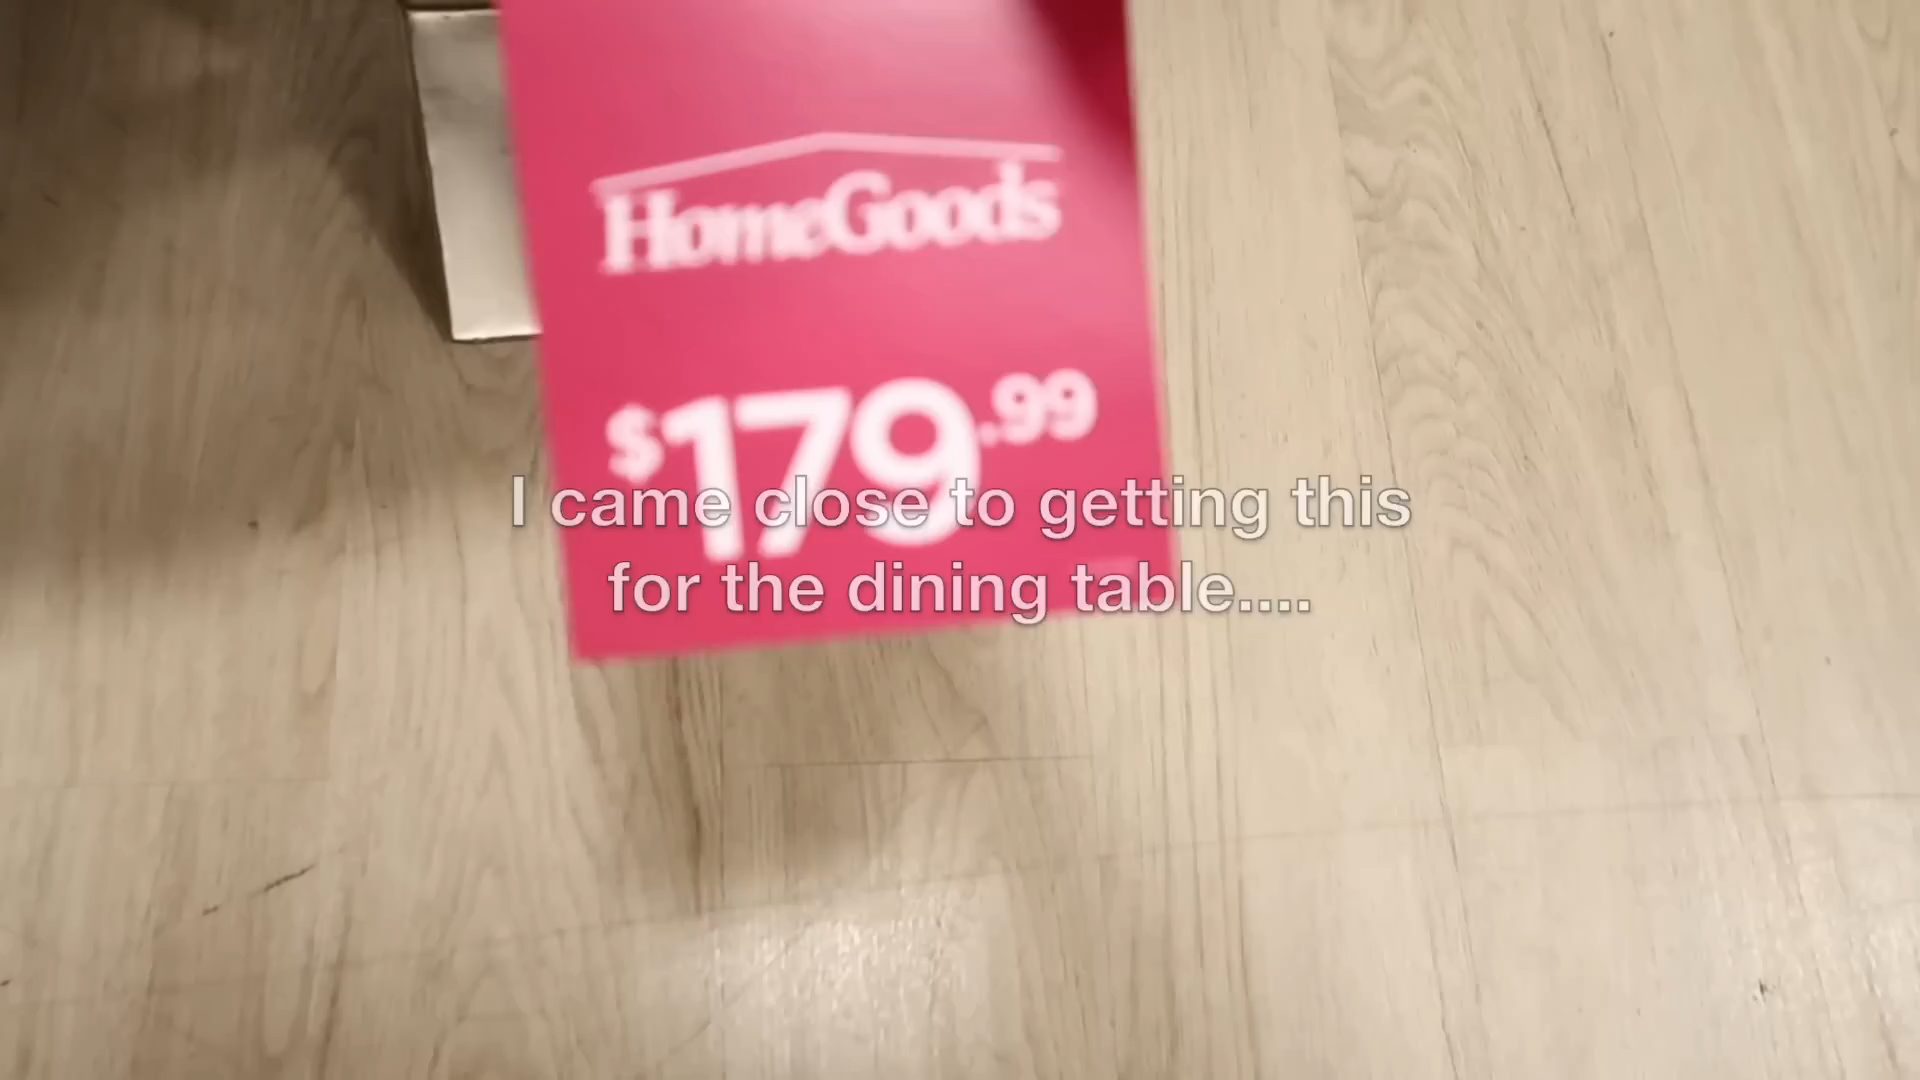 HomeGoods
$179.99
I came close to getting this
for the dining table....